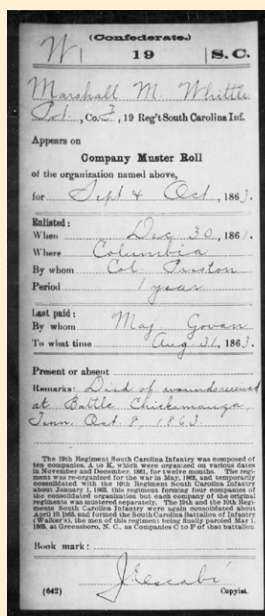 (Confederate.)
W | 19 | S.C.
Marshall M. Whittle
Pvt., Co. , 19 Reg't South Carolina Inf.
Appears on
Company Muster Roll
of the organization named above,
for Sept & Oct, 1863.
Enlisted:
When Dec 30, 1861.
Where Columbia
By whom Col. Preston
Period 1 year
Last paid:
By whom Maj Govan
To what time Aug 31, 1863.
Present or absent
Remarks: Died of wounds received
at Battle Chickamauga,
Tenn. Oct. 8, 1863.
The 19th Regiment South Carolina Infantry was composed of
ten companies, A to K, which were organized on various dates
in November and December, 1861, for twelve months. The regi-
ment was re-organized for the war in May, 1862, and temporarily
consolidated with the 10th Regiment South Carolina Infantry
about January 1, 1863, this regiment forming four companies of
the consolidated organization but each company of the original
regiments was mustered separately. The 19th and the 10th Regi-
ments South Carolina Infantry were again consolidated about
April 10, 1865, and formed the South Carolina Battalion of Infantry
(Walker's), the men of this regiment being finally paroled May 1,
1865, at Greensboro, N. C., as Companies C to F of that battalion.
Book mark:
(642)
Copyist.